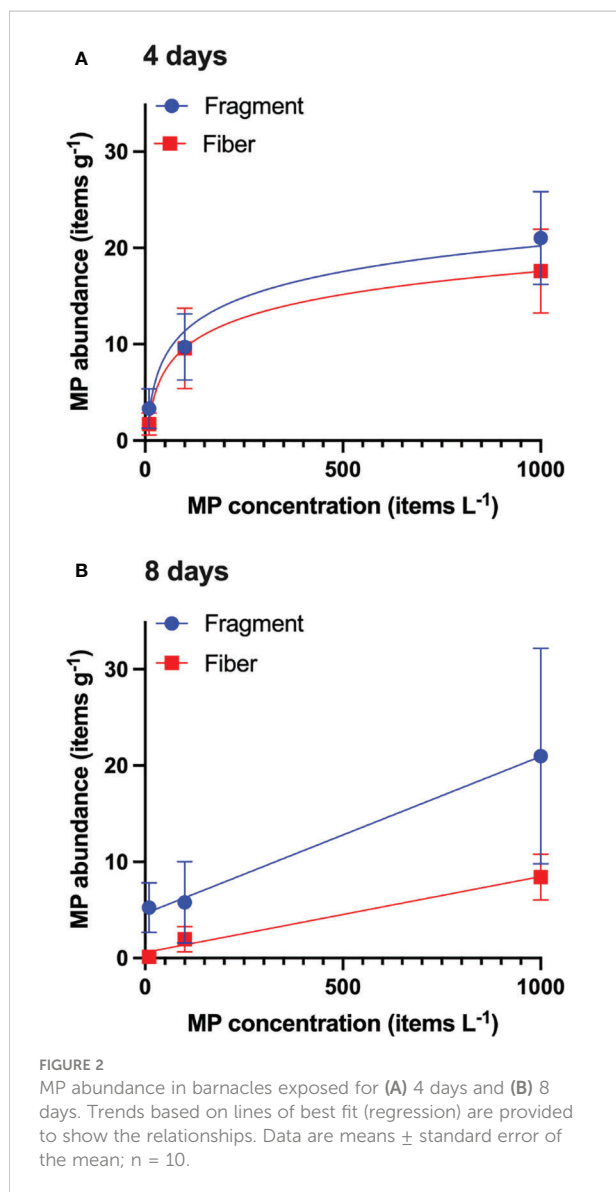 A 4 days
Fragment
Fiber
MP abundance (items g⁻¹)
30
20
10
0
0 500 1000
MP concentration (items L⁻¹)
B 8 days
Fragment
Fiber
MP abundance (items g⁻¹)
30
20
10
0
0 500 1000
MP concentration (items L⁻¹)
FIGURE 2
MP abundance in barnacles exposed for (A) 4 days and (B) 8
days. Trends based on lines of best fit (regression) are provided
to show the relationships. Data are means ± standard error of
the mean; n = 10.